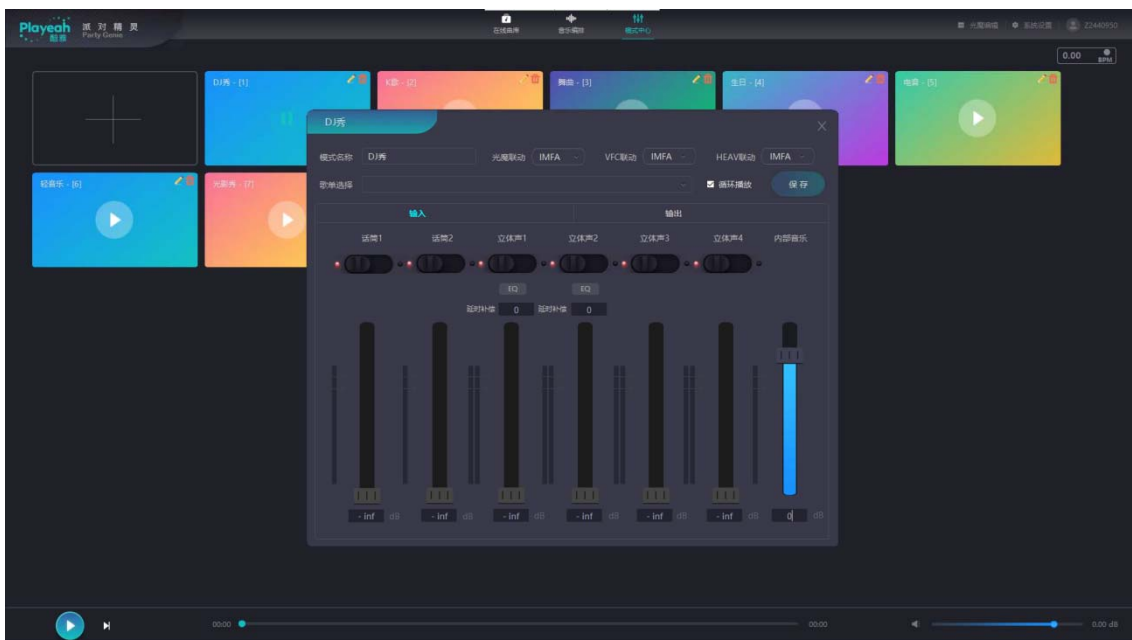 Playeah 派对精灵
酷雅 Party Genie
在线曲库 音乐编辑 模式中心
光魔编辑 系统设置 Z2440950
0.00 BPM
DJ秀 - [1] K歌 - [2] 舞曲 - [3] 生日 - [4] 电音 - [5]
DJ秀
模式名称 DJ秀 光魔联动 IMFA VFC联动 IMFA HEAV联动 IMFA
轻音乐 - [6] 光影秀 - [7]
歌单选择 循环播放 保存
输入 输出
话筒1 话筒2 立体声1 立体声2 立体声3 立体声4 内部音乐
EQ EQ
延时补偿 0 延时补偿 0
- inf dB - inf dB - inf dB - inf dB - inf dB - inf dB 0 dB
00:00 00:00 0.00 dB